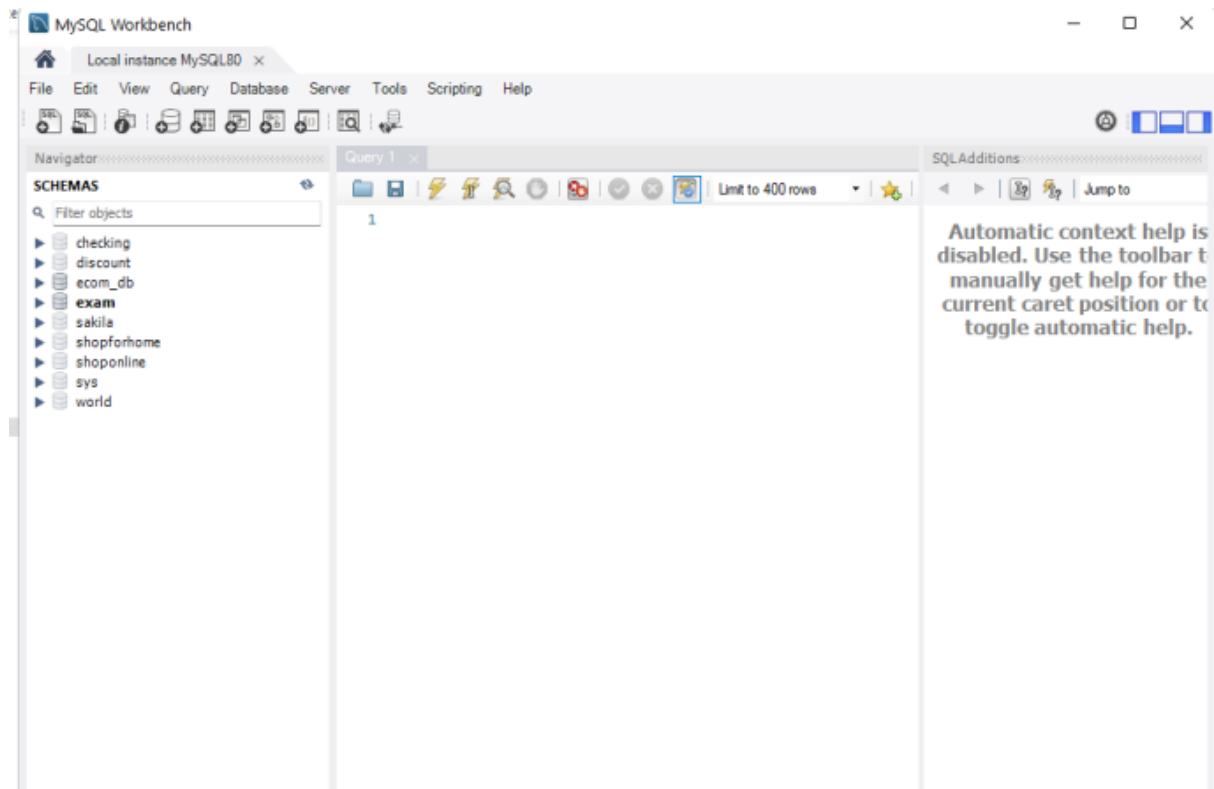 MySQL Workbench
Local instance MySQL80
File Edit View Query Database Server Tools Scripting Help
Navigator
SCHEMAS
Filter objects
checking
discount
ecom_db
exam
sakila
shopforhome
shoponline
sys
world
Query 1
Limit to 400 rows
1
SQLAdditions
Jump to
Automatic context help is
disabled. Use the toolbar t
manually get help for the
current caret position or to
toggle automatic help.